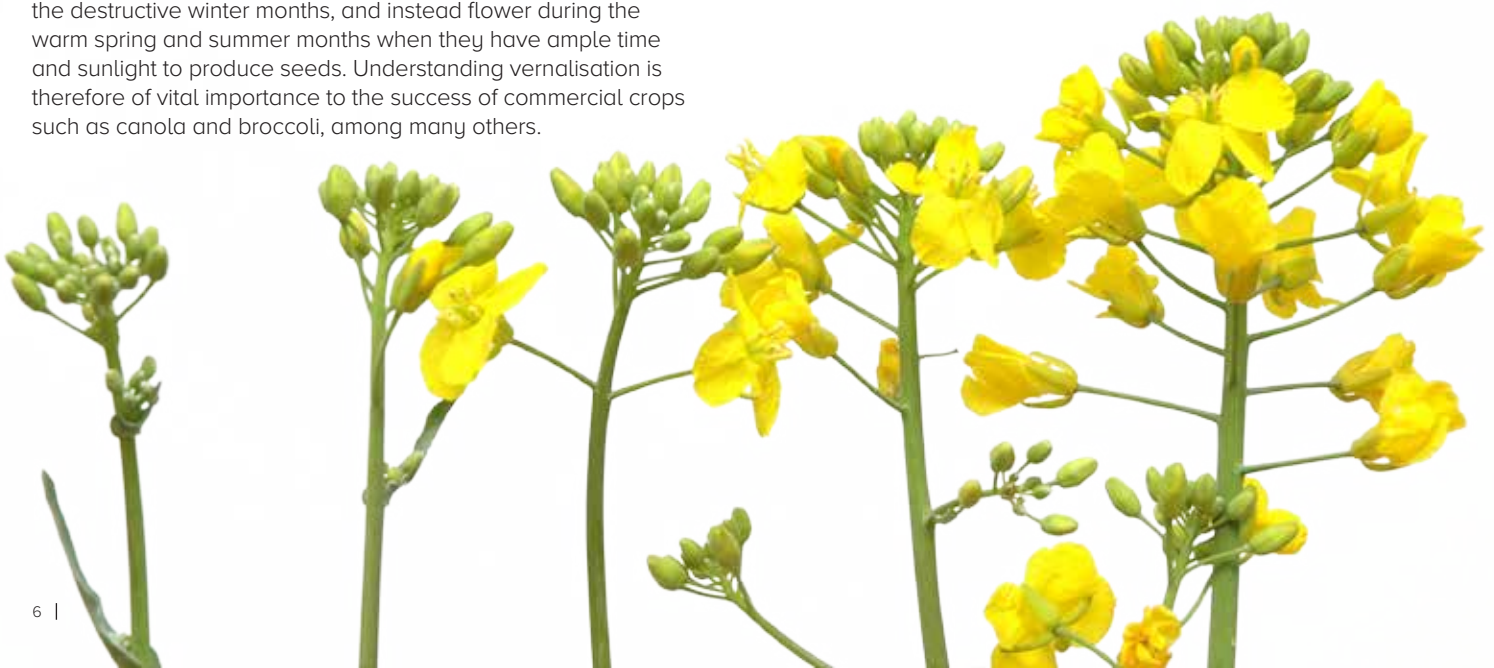 the destructive winter months, and instead flower during the
warm spring and summer months when they have ample time
and sunlight to produce seeds. Understanding vernalisation is
therefore of vital importance to the success of commercial crops
such as canola and broccoli, among many others.
6 |